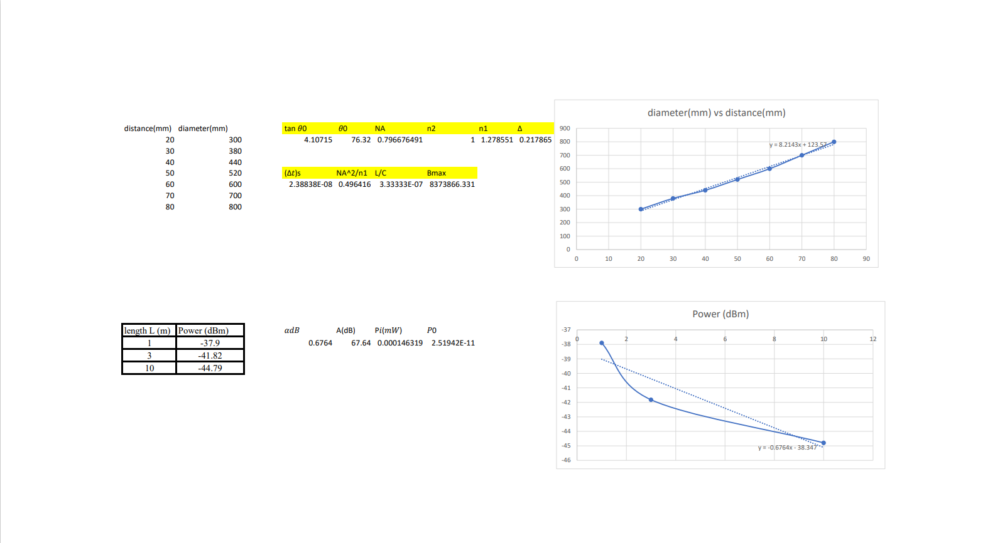 distance(mm) diameter(mm)
20 300
30 380
40 440
50 520
60 600
70 700
80 800
tan θ0 θ0 NA n2 n1 Δ
4.10715 76.32 0.796676491 1 1.278551 0.217865
(Δt)s NA^2/n1 L/C Bmax
2.38838E-08 0.496416 3.33333E-07 8373866.331
diameter(mm) vs distance(mm)
900
800
700
600
500
400
300
200
100
0
y = 8.2143x + 123.57
0 10 20 30 40 50 60 70 80 90
length L (m) Power (dBm)
1 -37.9
3 -41.82
10 -44.79
αdB A(dB) Pi(mW) P0
0.6764 67.64 0.000146319 2.51942E-11
Power (dBm)
-37
-38
-39
-40
-41
-42
-43
-44
-45
-46
0 2 4 6 8 10 12
y = -0.6764x - 38.347